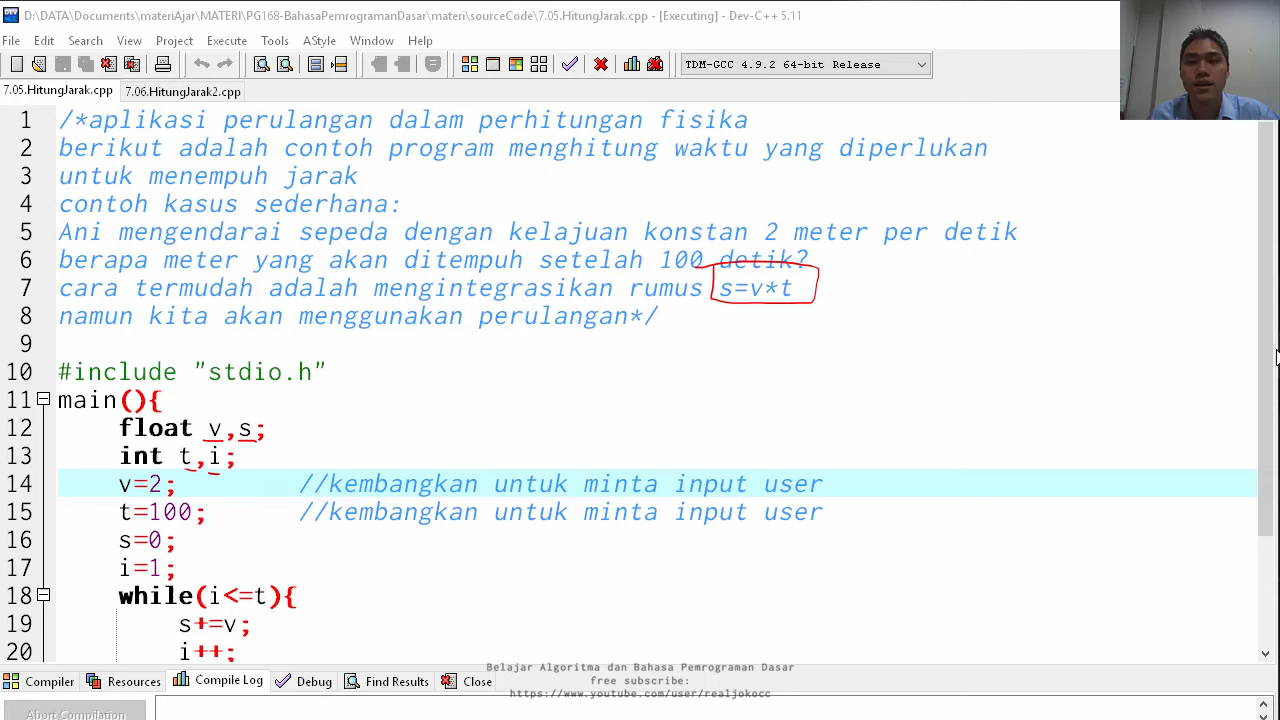 D:\DATA\Documents\materiAjar\MATERI\PG168-BahasaPemrogramanDasar\materi\sourceCode\7.05.HitungJarak.cpp - [Executing] - Dev-C++ 5.11
File Edit Search View Project Execute Tools AStyle Window Help
TDM-GCC 4.9.2 64-bit Release
7.05.HitungJarak.cpp 7.06.HitungJarak2.cpp
1 /*aplikasi perulangan dalam perhitungan fisika
2 berikut adalah contoh program menghitung waktu yang diperlukan
3 untuk menempuh jarak
4 contoh kasus sederhana:
5 Ani mengendarai sepeda dengan kelajuan konstan 2 meter per detik
6 berapa meter yang akan ditempuh setelah 100 detik?
7 cara termudah adalah mengintegrasikan rumus s=v*t
8 namun kita akan menggunakan perulangan*/
9
10 #include "stdio.h"
11 main(){
12 float v,s;
13 int t,i;
14 v=2; //kembangkan untuk minta input user
15 t=100; //kembangkan untuk minta input user
16 s=0;
17 i=1;
18 while(i<=t){
19 s+=v;
20 i++;
Belajar Algoritma dan Bahasa Pemrograman Dasar
free subscribe:
https://www.youtube.com/user/realjokocc
Compiler Resources Compile Log Debug Find Results Close
Abort Compilation